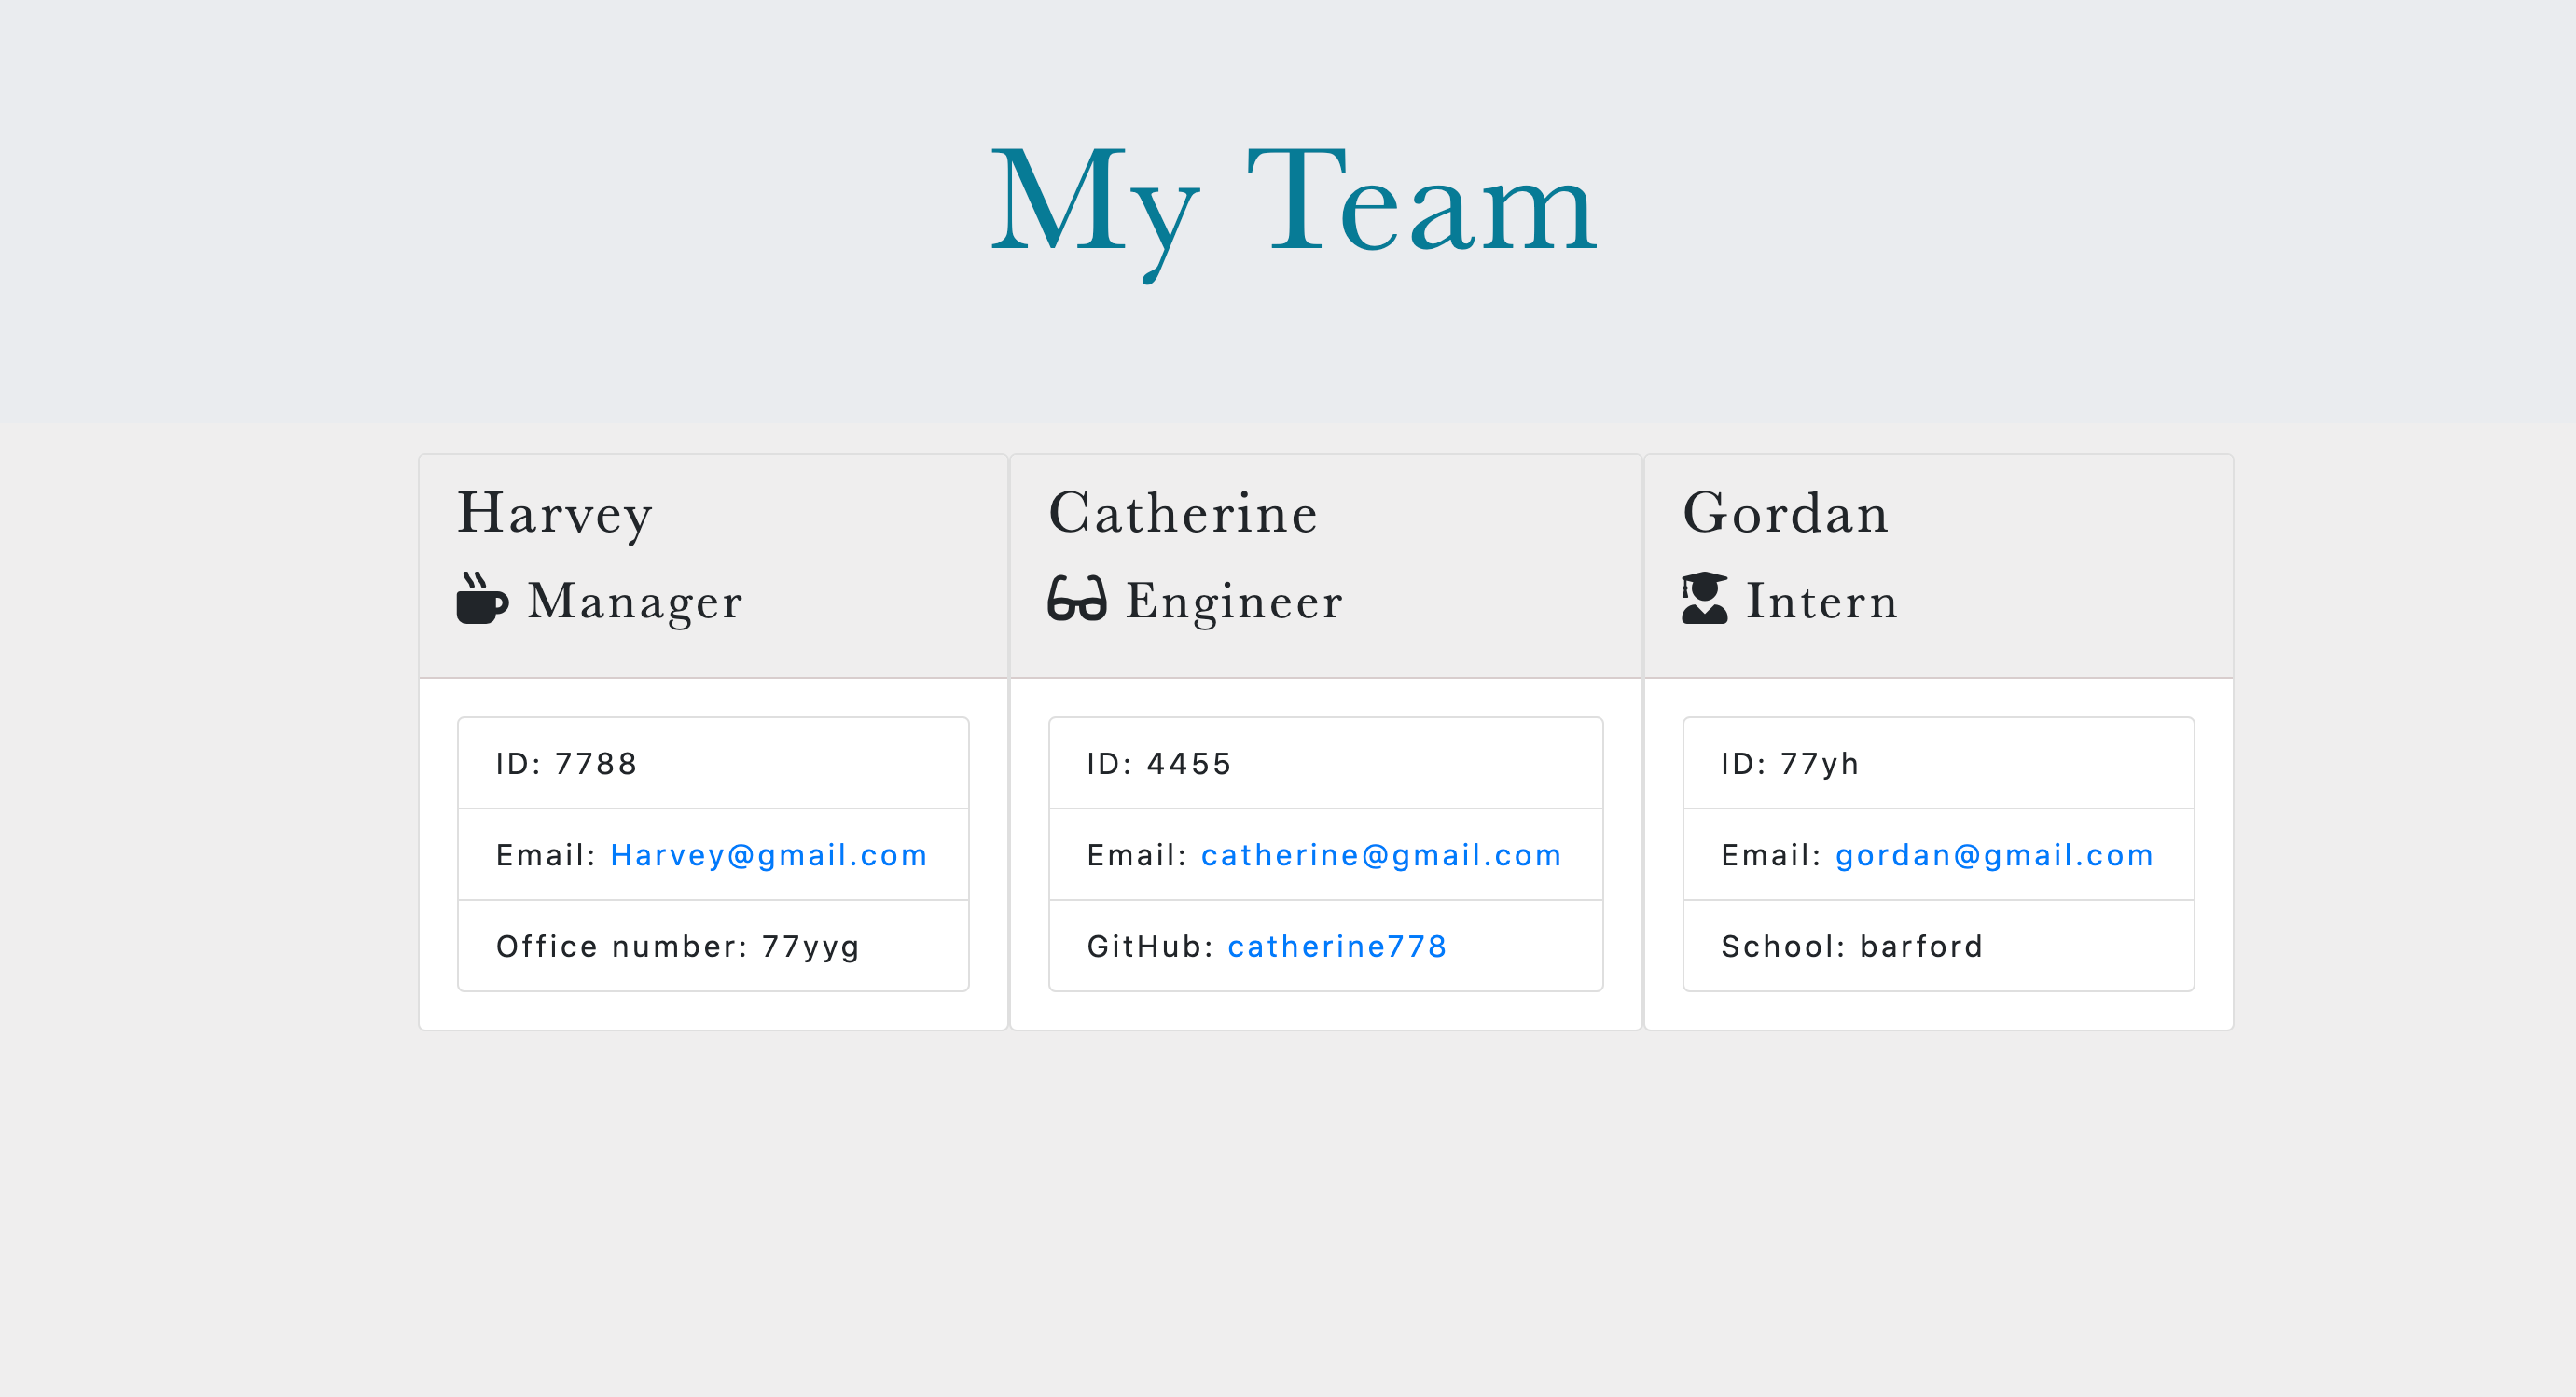 My Team
Harvey
Manager
ID: 7788
Email: Harvey@gmail.com
Office number: 77yyg
Catherine
Engineer
ID: 4455
Email: catherine@gmail.com
GitHub: catherine778
Gordan
Intern
ID: 77yh
Email: gordan@gmail.com
School: barford